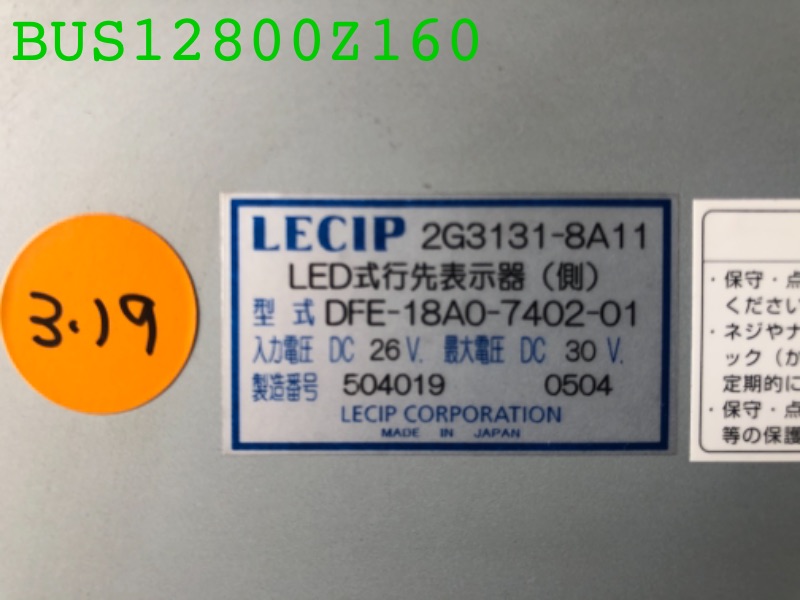 BUS12800Z160
3.19
LECIP 2G3131-8A11
LED式行先表示器（側）
型式 DFE-18A0-7402-01
入力電圧 DC 26 V. 最大電圧 DC 30 V.
製造番号 504019 0504
LECIP CORPORATION
MADE IN JAPAN
・保守・点
ください
・ネジやナ
ック（か
定期的に
・保守・点
等の保護